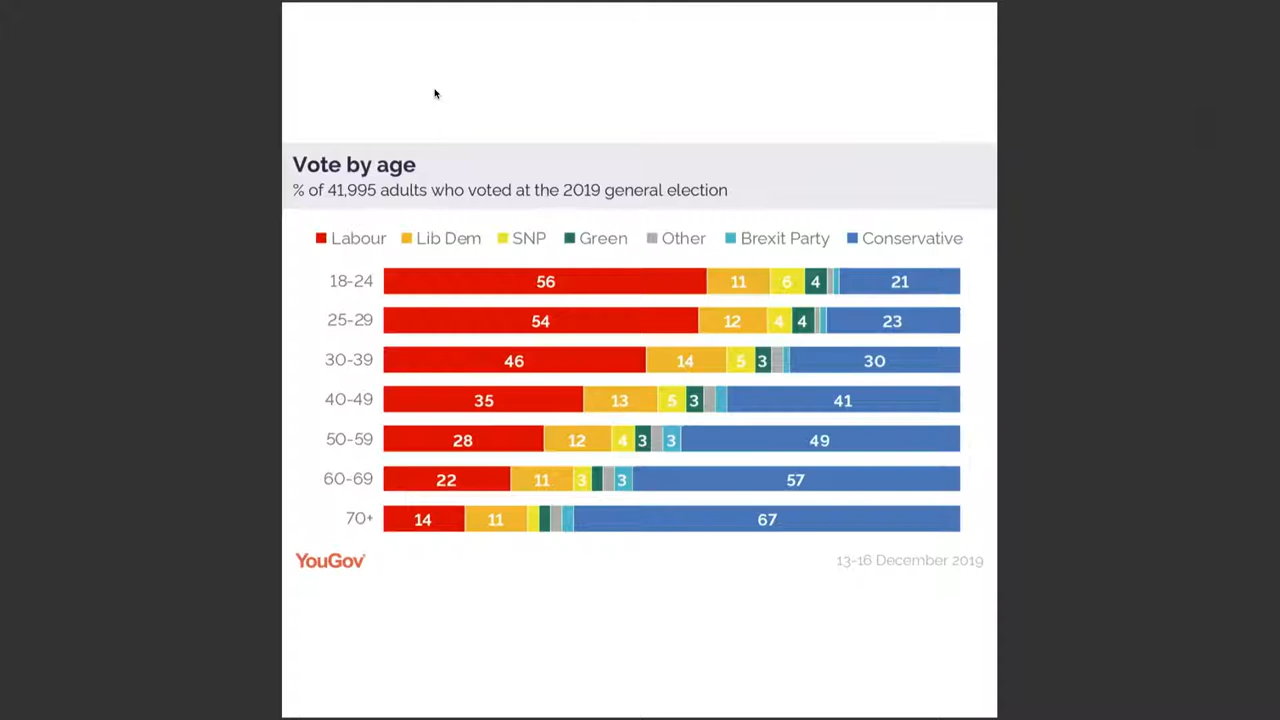 Vote by age
% of 41,995 adults who voted at the 2019 general election
Labour Lib Dem SNP Green Other Brexit Party Conservative
18-24 56 11 6 4 21
25-29 54 12 4 4 23
30-39 46 14 5 3 30
40-49 35 13 5 3 41
50-59 28 12 4 3 3 49
60-69 22 11 3 3 57
70+ 14 11 67
YouGov 13-16 December 2019